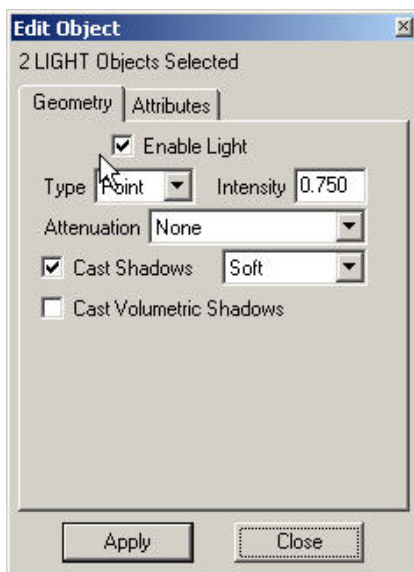 Edit Object
2 LIGHT Objects Selected
Geometry Attributes
Enable Light
Type Point Intensity 0.750
Attenuation None
Cast Shadows Soft
Cast Volumetric Shadows
Apply Close